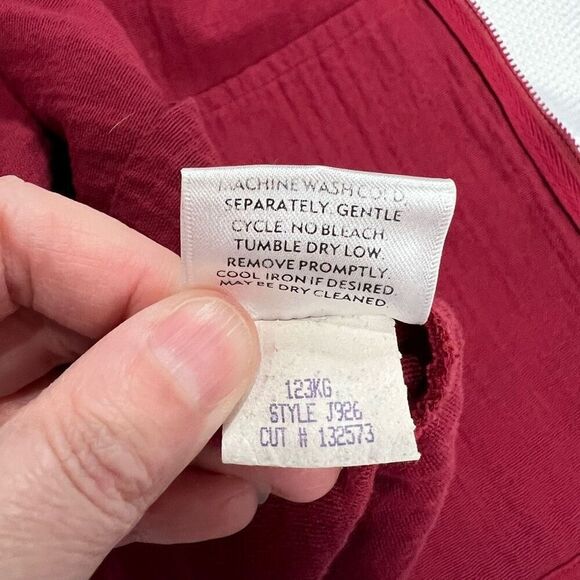 MACHINE WASH COLD.
SEPARATELY. GENTLE
CYCLE. NO BLEACH
TUMBLE DRY LOW.
REMOVE PROMPTLY.
COOL IRON IF DESIRED.
MAY BE DRY CLEANED.
123KG
STYLE J926
CUT # 132573